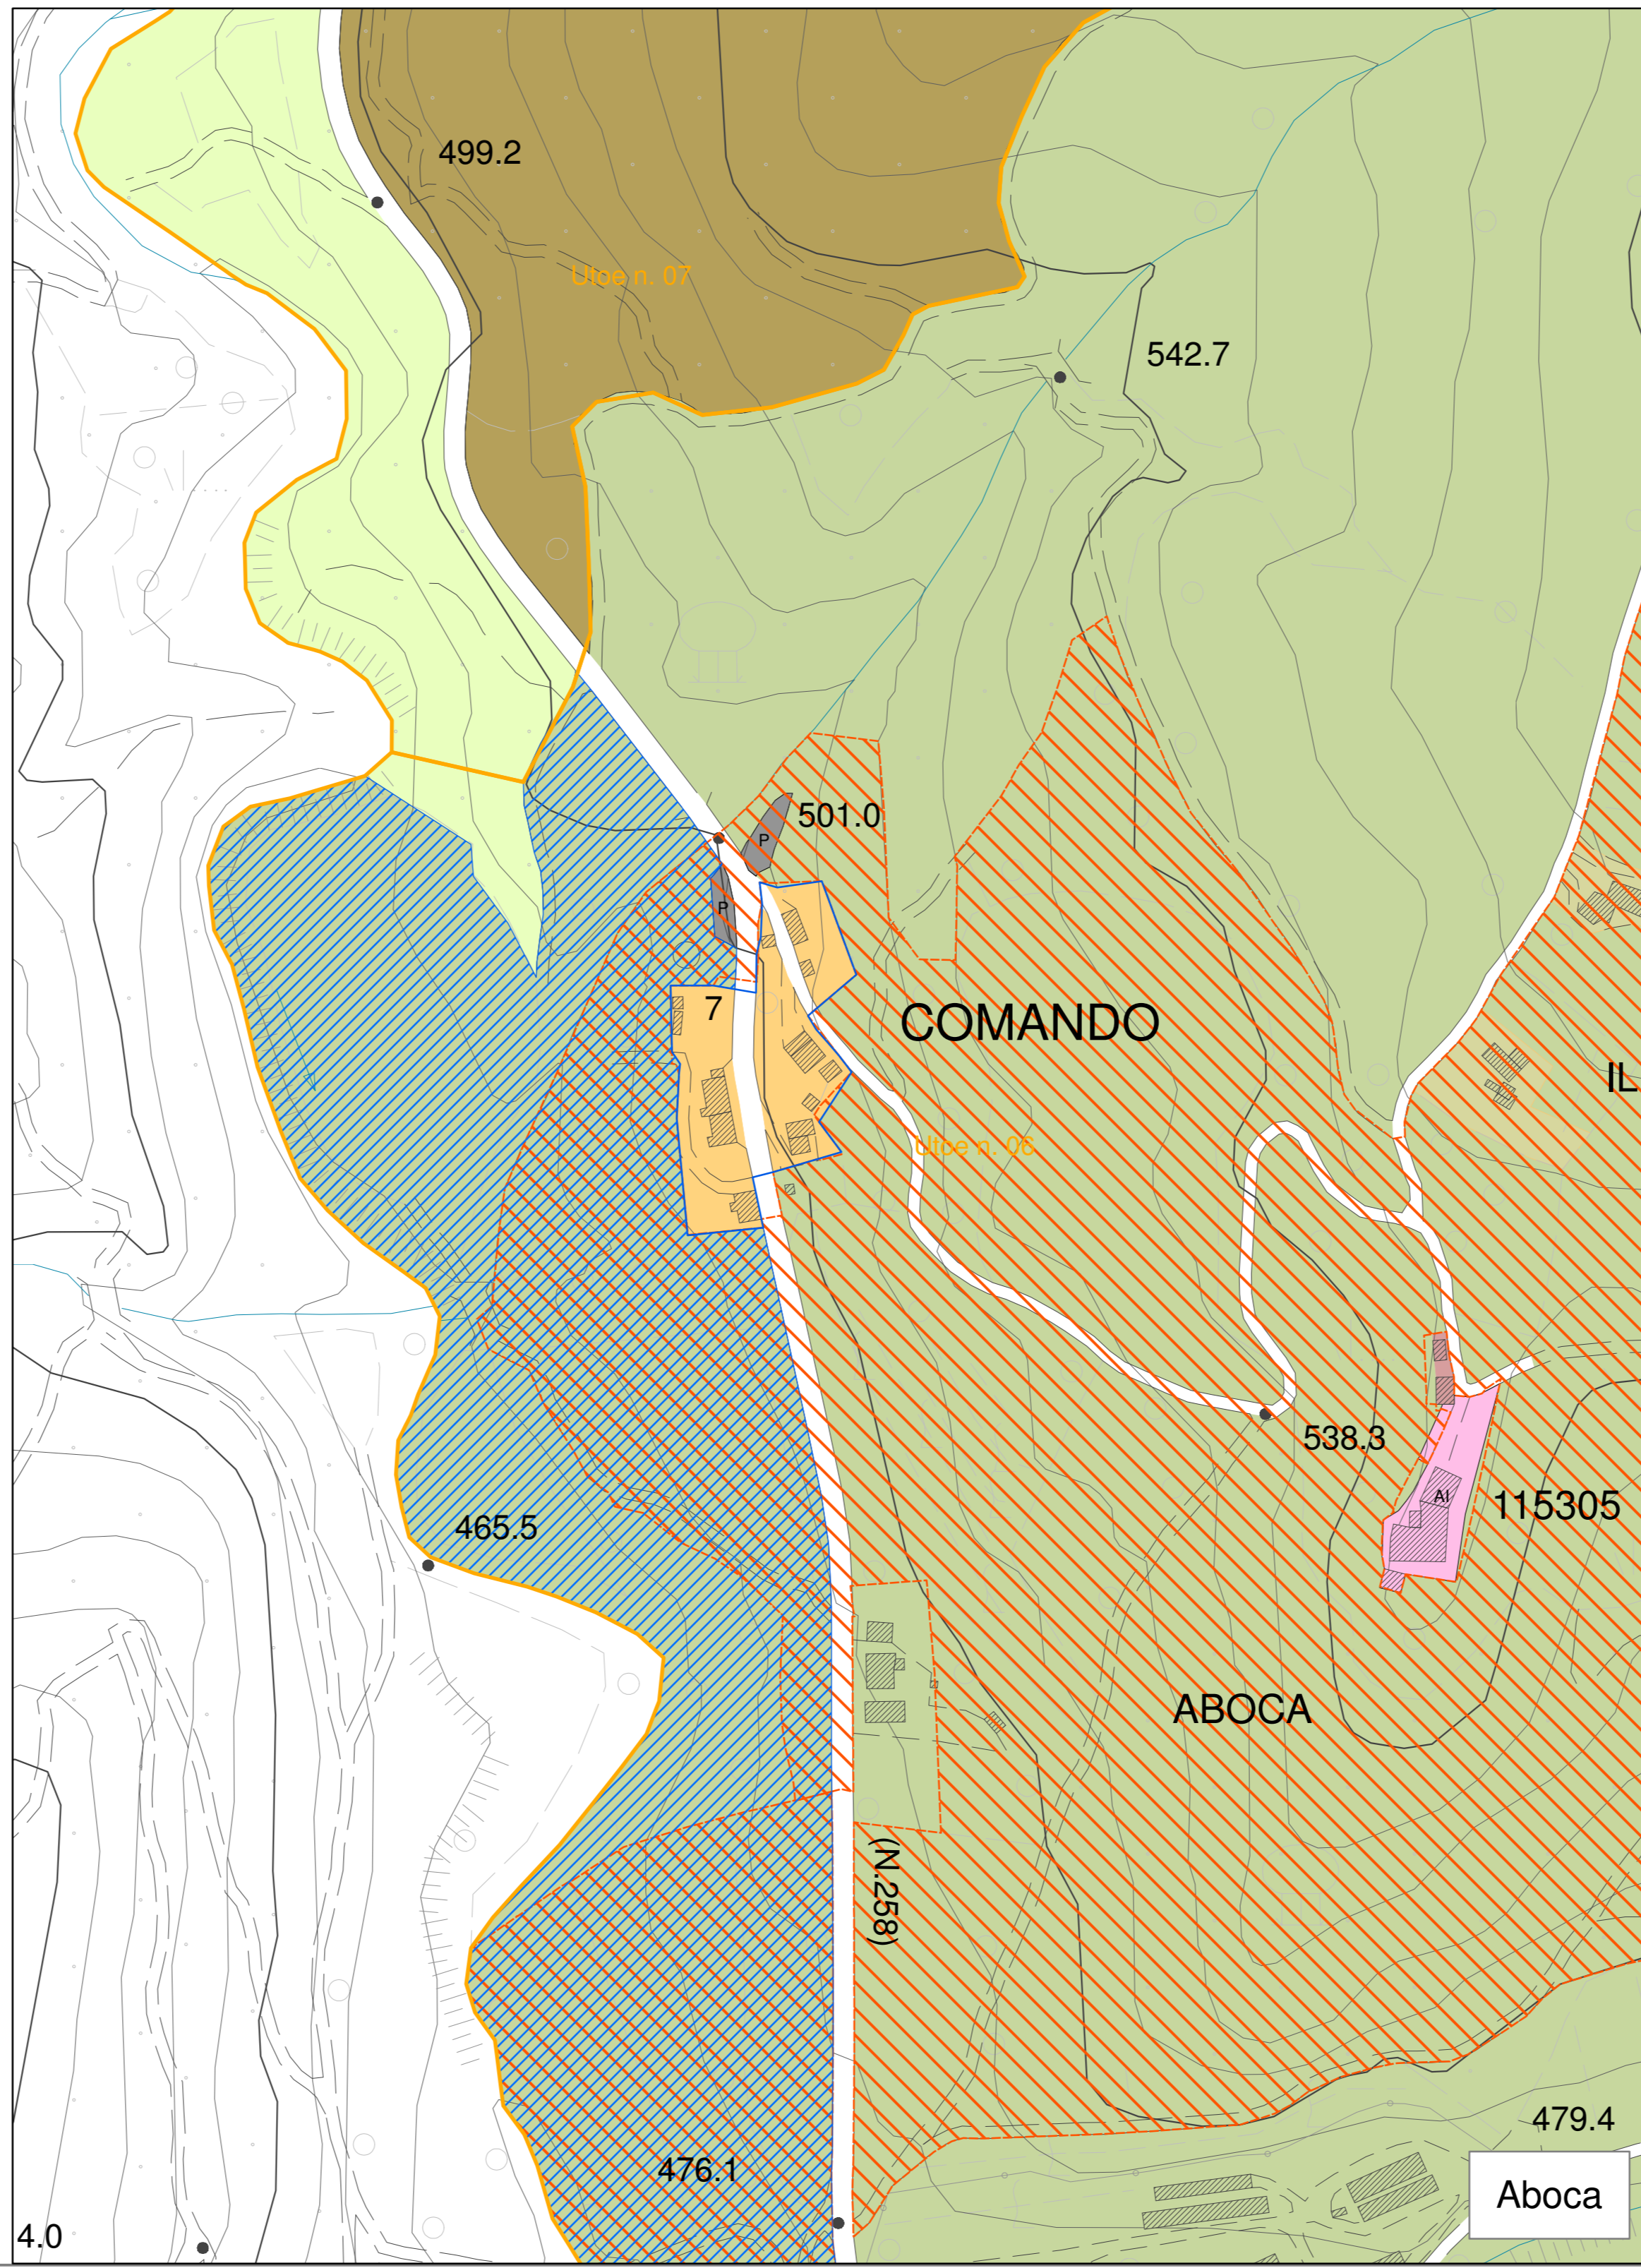 499.2
Utoe n. 07
542.7
501.0
P
P
7
COMANDO
IL
Utoe n. 06
538.3
AI
115305
465.5
ABOCA
(N.258)
479.4
476.1
Aboca
4.0